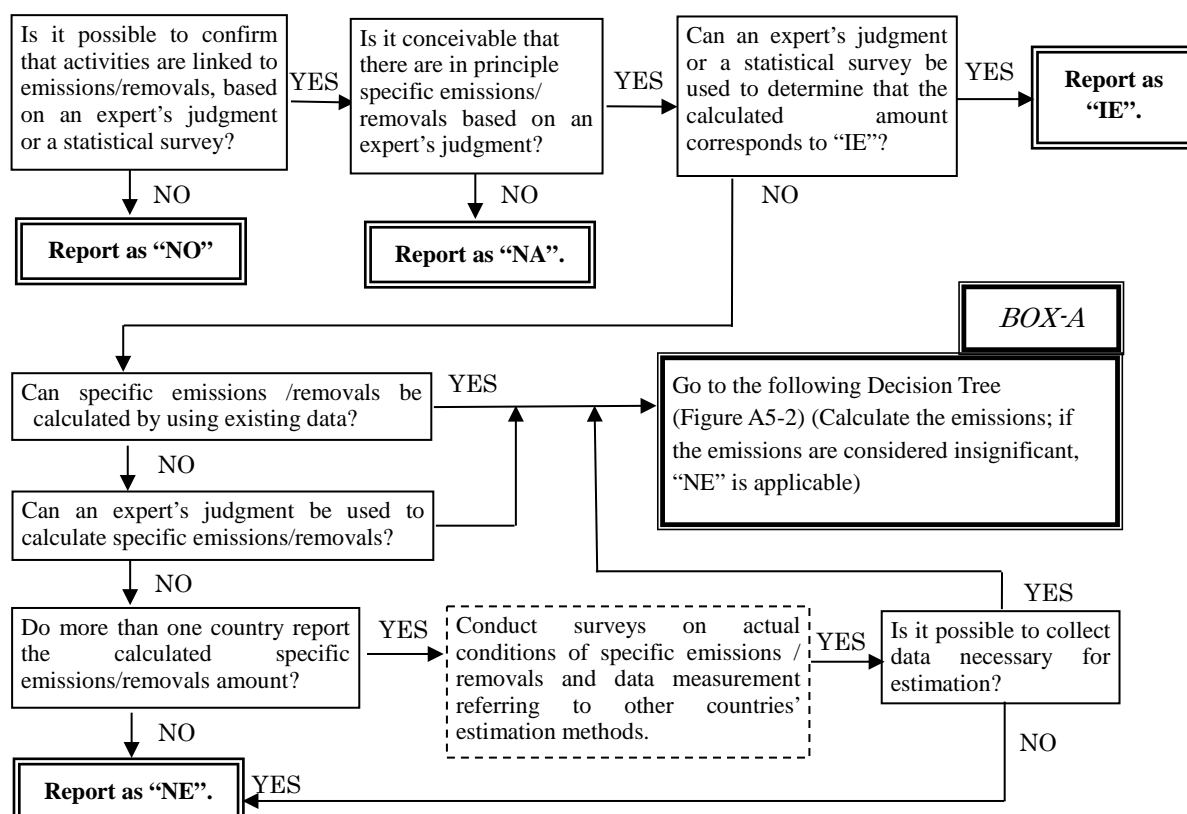 Is it possible to confirm
that activities are linked to
emissions/removals, based
on an expert’s judgment
or a statistical survey?
YES
Is it conceivable that
there are in principle
specific emissions/
removals based on an
expert’s judgment?
YES
Can an expert’s judgment
or a statistical survey be
used to determine that the
calculated amount
corresponds to “IE”?
YES
Report as
“IE”.
NO
NO
NO
Report as “NO”
Report as “NA”.
BOX-A
Can specific emissions /removals be
calculated by using existing data?
YES
Go to the following Decision Tree
(Figure A5-2) (Calculate the emissions; if
the emissions are considered insignificant,
“NE” is applicable)
NO
Can an expert’s judgment be used to
calculate specific emissions/removals?
NO
YES
Do more than one country report
the calculated specific
emissions/removals amount?
YES
Conduct surveys on actual
conditions of specific emissions /
removals and data measurement
referring to other countries’
estimation methods.
YES
Is it possible to collect
data necessary for
estimation?
NO
NO
Report as “NE”.
YES